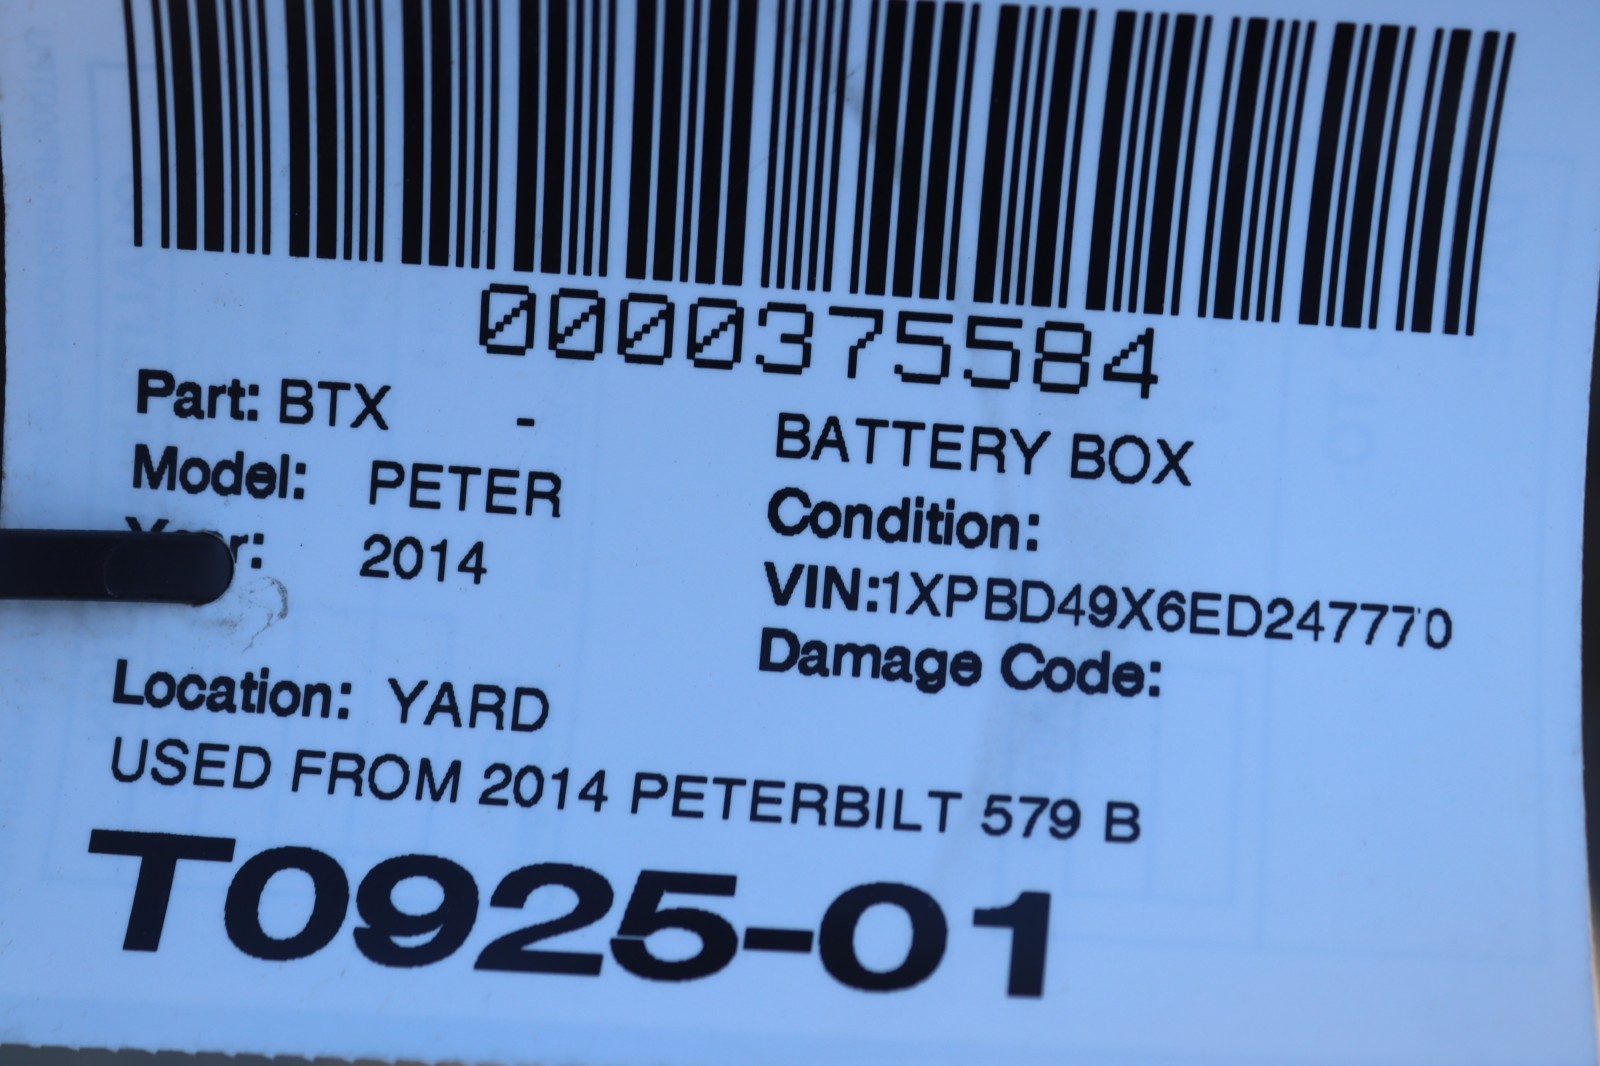 0000375584
Part: BTX - BATTERY BOX
Model: PETER Condition:
Year: 2014 VIN:1XPBD49X6ED247770
Damage Code:
Location: YARD
USED FROM 2014 PETERBILT 579 B
T0925-01